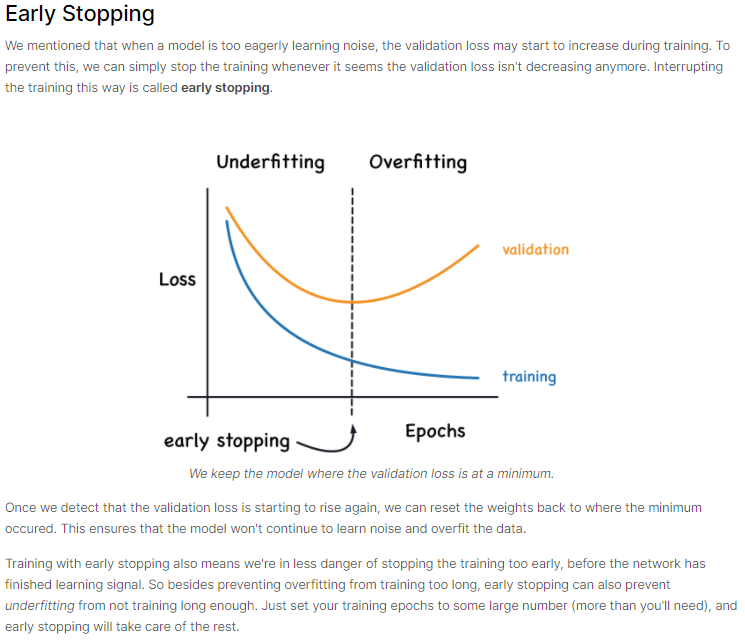 Early Stopping
We mentioned that when a model is too eagerly learning noise, the validation loss may start to increase during training. To
prevent this, we can simply stop the training whenever it seems the validation loss isn't decreasing anymore. Interrupting
the training this way is called early stopping.
Underfitting
Overfitting
validation
Loss
training
Epochs
early stopping
We keep the model where the validation loss is at a minimum.
Once we detect that the validation loss is starting to rise again, we can reset the weights back to where the minimum
occured. This ensures that the model won't continue to learn noise and overfit the data.
Training with early stopping also means we're in less danger of stopping the training too early, before the network has
finished learning signal. So besides preventing overfitting from training too long, early stopping can also prevent
underfitting from not training long enough. Just set your training epochs to some large number (more than you'll need), and
early stopping will take care of the rest.